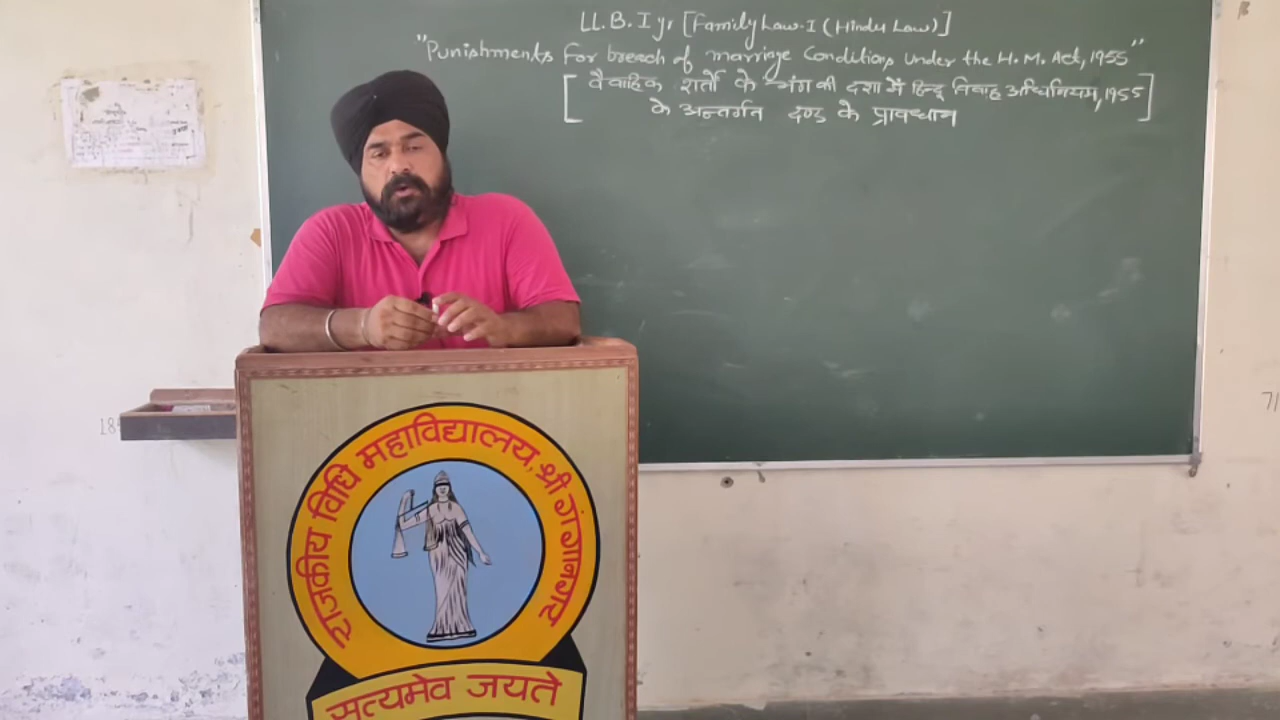 LL.B. I yr [Family Law-I (Hindu Law)]
"Punishments for breach of marriage Conditions under the H.M. Act, 1955"
[वैवाहिक शर्तों के भंग की दशा में हिन्दू विवाह अधिनियम, 1955
के अन्तर्गत दण्ड के प्रावधान]
राजकीय विधि महाविद्यालय, श्री गंगानगर
सत्यमेव जयते
7/